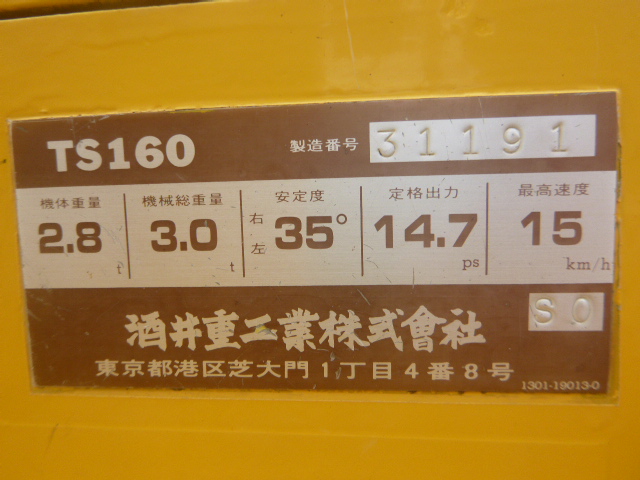 TS160 製造番号 31191
機体重量 機械総重量 安定度 定格出力 最高速度
2.8 t 3.0 t 右左 35° 14.7 ps 15 km/h
SO
酒井重工業株式會社
東京都港区芝大門1丁目4番8号
1301-19013-0